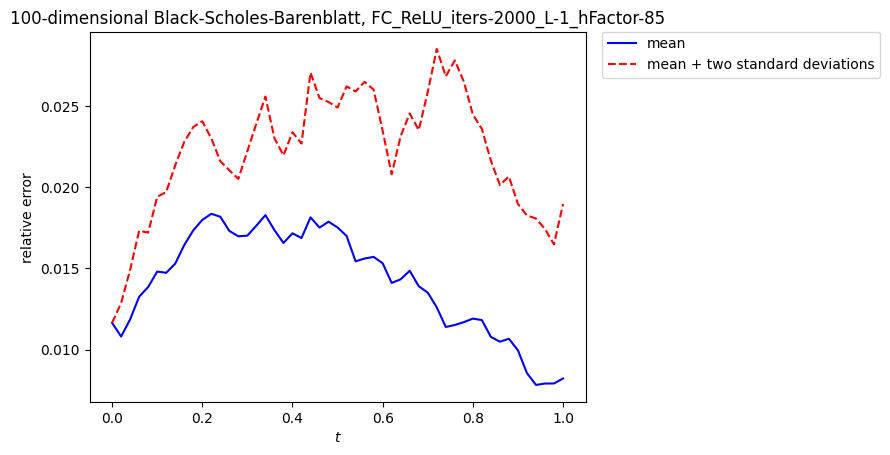 100-dimensional Black-Scholes-Barenblatt, FC_ReLU_iters-2000_L-1_hFactor-85
mean
mean + two standard deviations
relative error
0.025
0.020
0.015
0.010
0.0 0.2 0.4 0.6 0.8 1.0
t